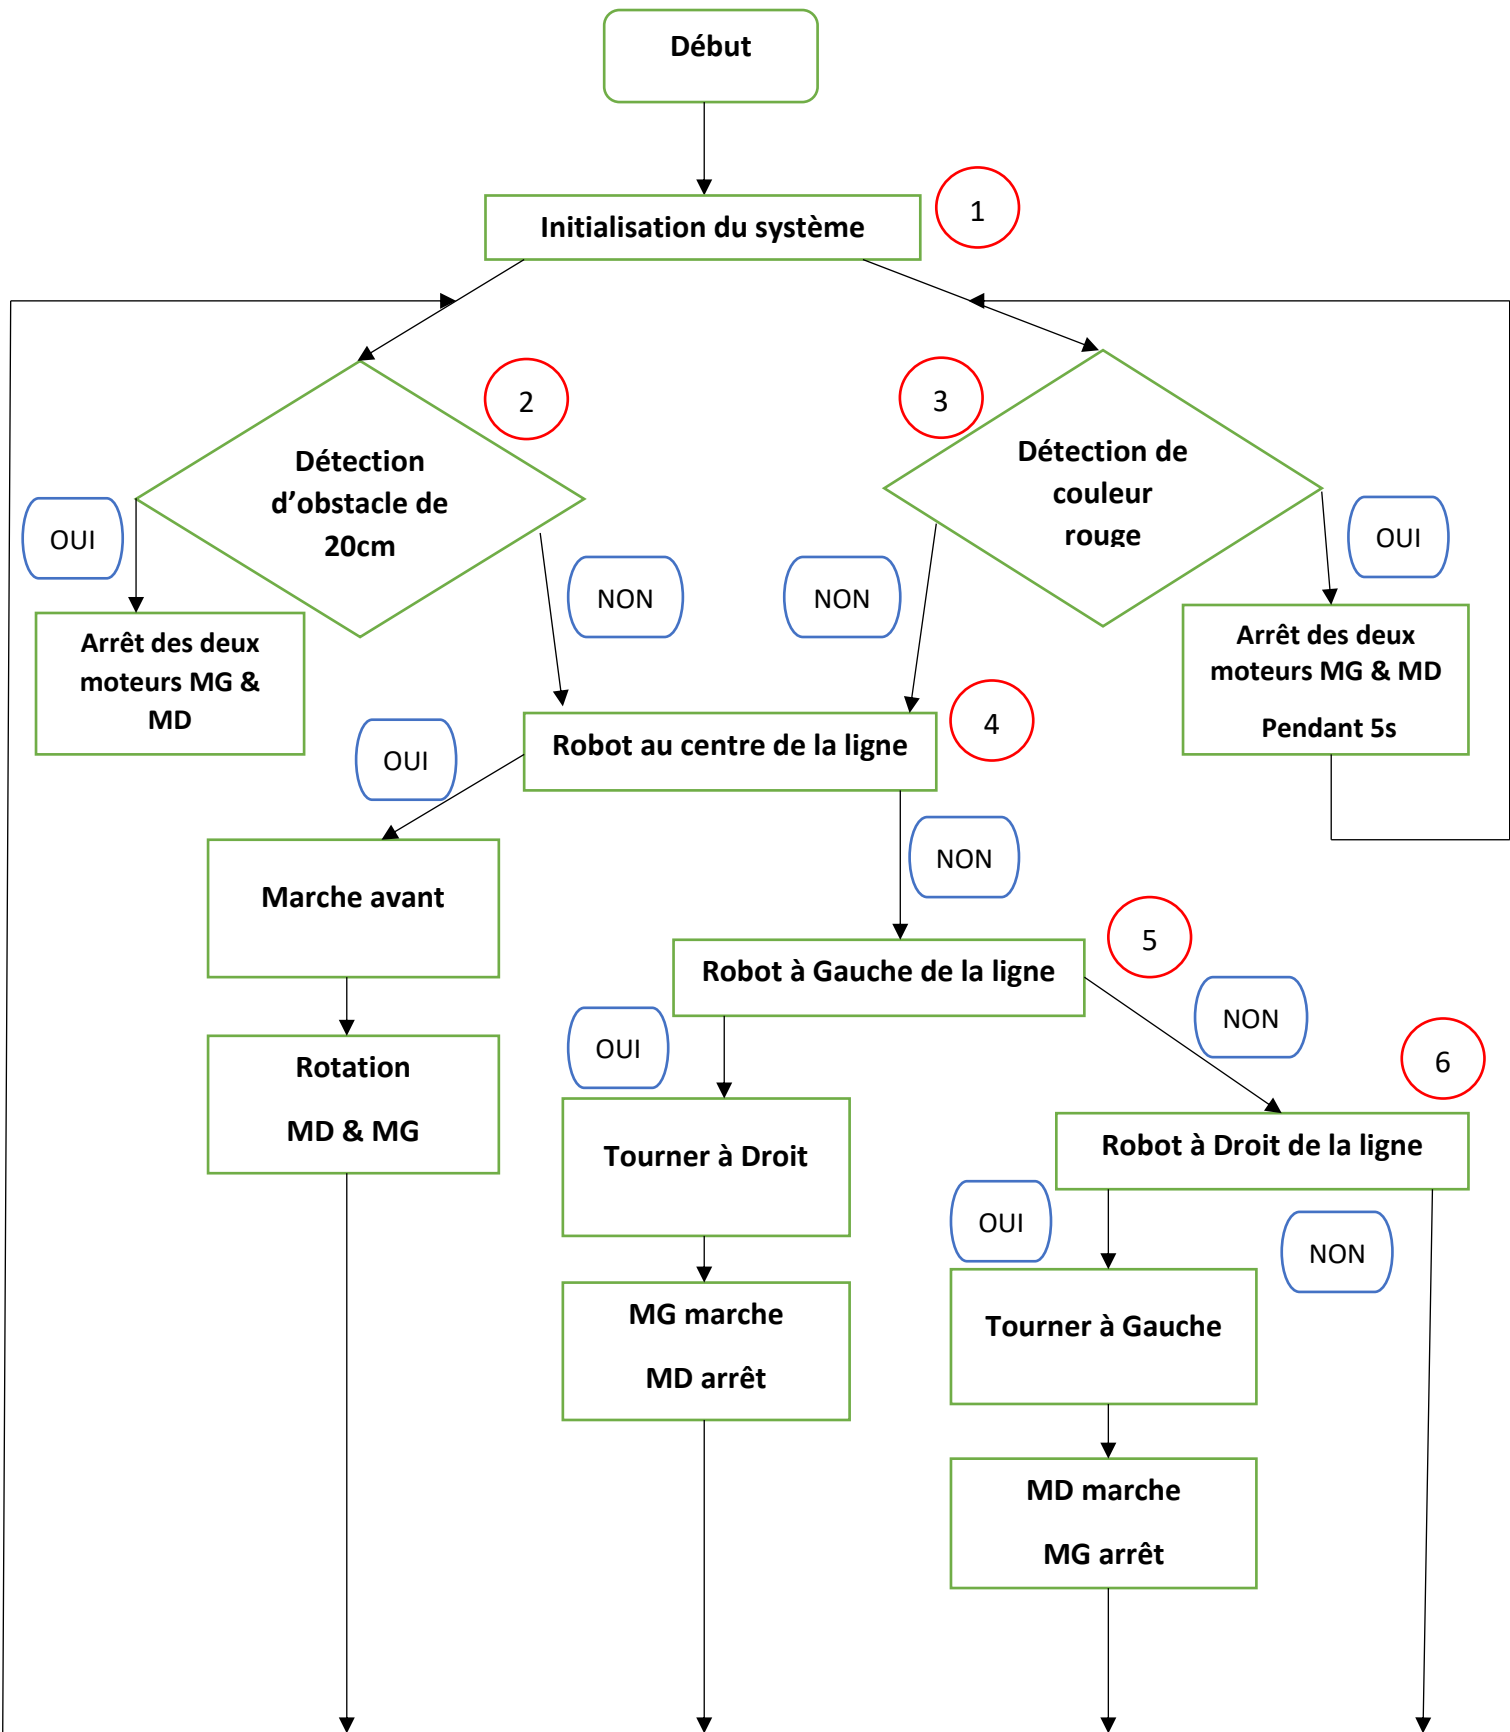 Début
Initialisation du système
1
2
3
Détection
d’obstacle de
20cm
Détection de
couleur
rouge
OUI
NON
NON
OUI
Arrêt des deux
moteurs MG &
MD
Arrêt des deux
moteurs MG & MD
Pendant 5s
Robot au centre de la ligne
4
OUI
NON
Marche avant
Robot à Gauche de la ligne
5
OUI
NON
6
Rotation
MD & MG
Tourner à Droit
Robot à Droit de la ligne
OUI
NON
MG marche
MD arrêt
Tourner à Gauche
MD marche
MG arrêt